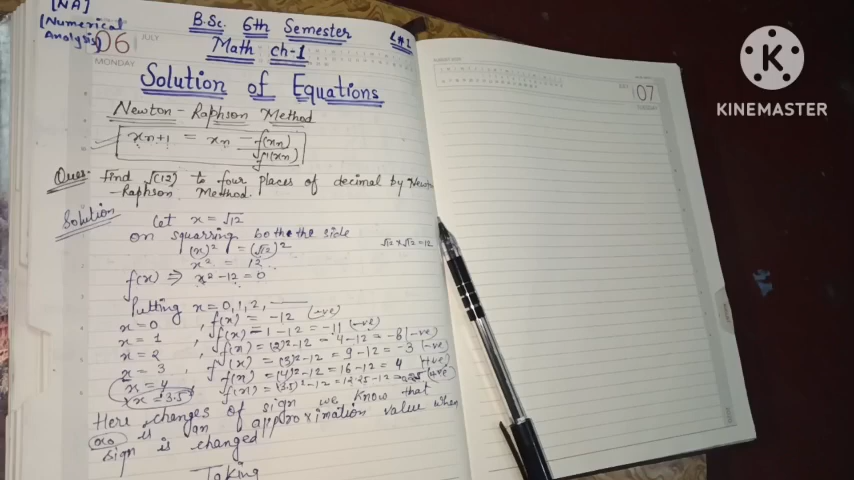 [NA]
[Numerical Analysis]
B.Sc. 6th Semester
Math ch-1
L#2
06 JULY
MONDAY
Solution of Equations
Newton-Raphson Method
xn+1 = xn - f(xn) / f'(xn)
Ques:- Find √(12) to four places of decimal by Newton
-Raphson Method
Solution
Let x = √12
on squarring both the side
(x)² = (√12)²
√12 x √12 = 12
x² = 12
f(x) ⇒ x² - 12 = 0
Putting x = 0, 1, 2, ——
x = 0 , f(x) = -12 (-ve)
x = 1 , f(x) = 1 - 12 = -11 (-ve)
x = 2 , f(x) = (2)² - 12 = 4 - 12 = -8 (-ve)
x = 3 , f(x) = (3)² - 12 = 9 - 12 = -3 (-ve)
x = 4 f(x) = (4)² - 12 = 16 - 12 = 4 (+ve)
x = 3.5 f(x) = (3.5)² - 12 = 12.25 - 12 = 0.25 (+ve)
Here changes of sign we know that
x0 is an approximation value when
sign is changed
Taking
07
TUESDAY
KINEMASTER